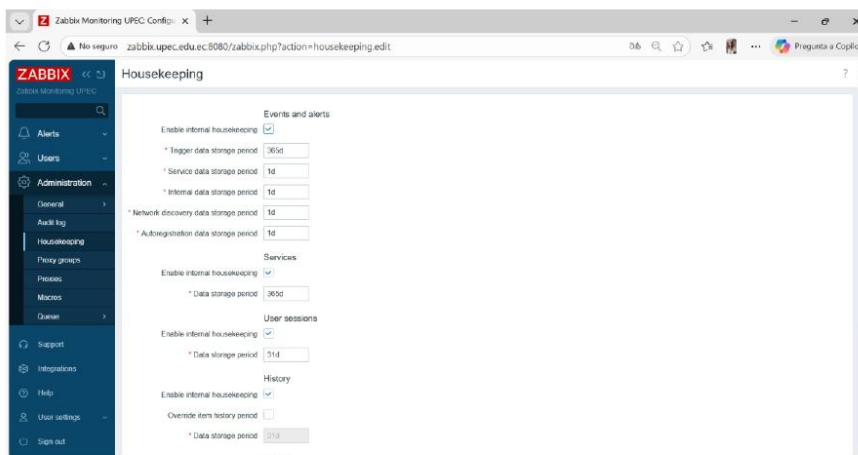 Zabbix Monitoring UPEC: Configu
No seguro zabbix.upec.edu.ec:8080/zabbix.php?action=housekeeping.edit
Pregunta a Copilo
ZABBIX
Zabbix Monitoring UPEC
Housekeeping
?
Alerts
Users
Administration
General
Audit log
Housekeeping
Proxy groups
Proxies
Macros
Queue
Support
Integrations
Help
User settings
Sign out
Events and alerts
Enable internal housekeeping
* Trigger data storage period 365d
* Service data storage period 1d
* Internal data storage period 1d
* Network discovery data storage period 1d
* Autoregistration data storage period 1d
Services
Enable internal housekeeping
* Data storage period 365d
User sessions
Enable internal housekeeping
* Data storage period 31d
History
Enable internal housekeeping
Override item history period
* Data storage period 31d